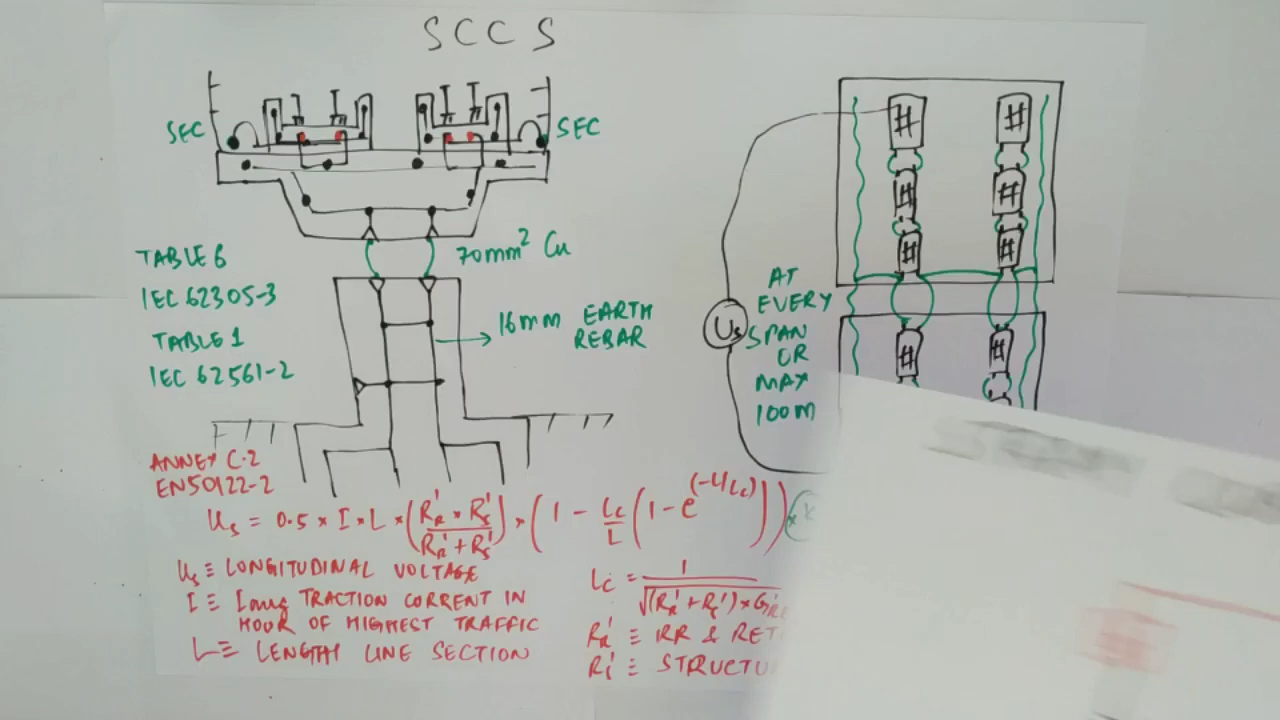 SCCS
SEC
SEC
TABLE 6
IEC 62305-3
TABLE 1
IEC 62561-2
70mm² Cu
16mm EARTH
REBAR
Us
AT
EVERY
SPAN
OR
MAX
100M
ANNEX C.2
EN50122-2
Us = 0.5 × I × L × (R'R × R's / R'R + R's) × (1 - Lc/L (1 - e^(-L/Lc))) ×
Us ≡ LONGITUDINAL VOLTAGE
I ≡ Iavg TRACTION CURRENT IN
HOUR OF HIGHEST TRAFFIC
L ≡ LENGTH LINE SECTION
Lc = 1 / √((R'R + R's) × G'
R'R ≡ RR & RET
R's ≡ STRUCTU